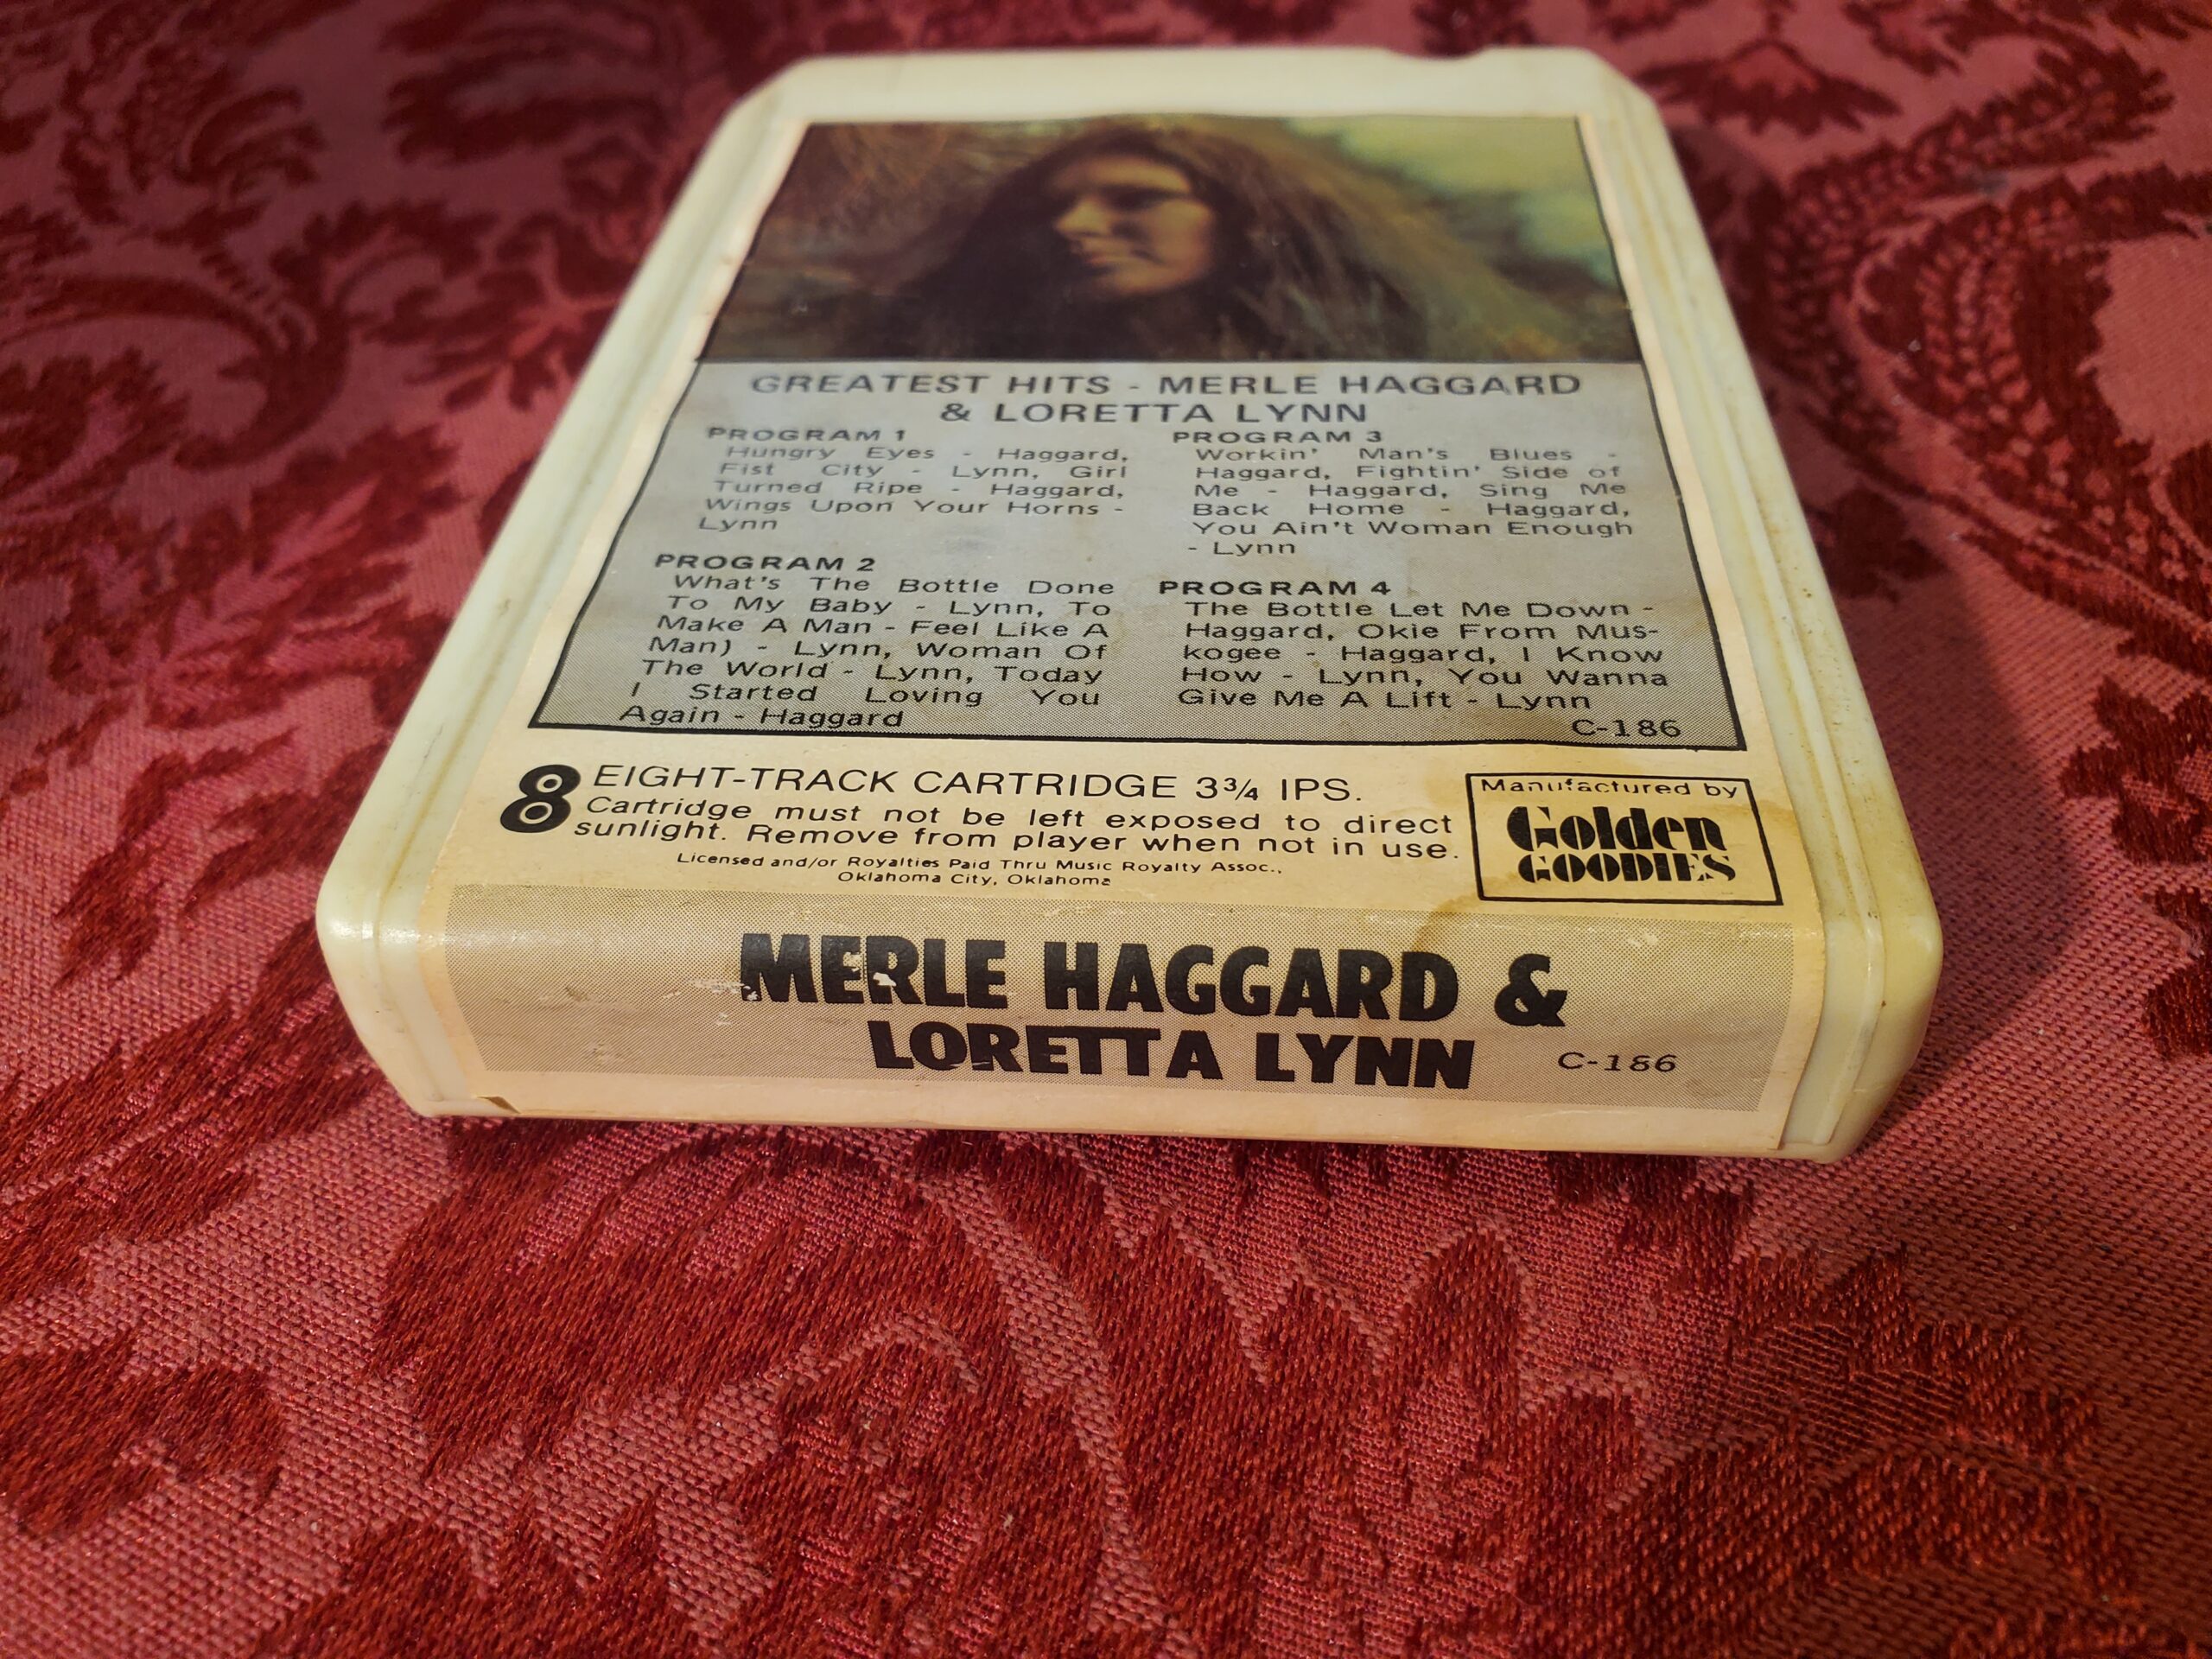 GREATEST HITS - MERLE HAGGARD
& LORETTA LYNN
PROGRAM 1
Hungry Eyes - Haggard,
Fist City - Lynn, Girl
Turned Ripe - Haggard,
Wings Upon Your Horns -
Lynn
PROGRAM 2
What's The Bottle Done
To My Baby - Lynn, To
Make A Man - Feel Like A
Man) - Lynn, Woman Of
The World - Lynn, Today
I Started Loving You
Again - Haggard
PROGRAM 3
Workin' Man's Blues -
Haggard, Fightin' Side of
Me - Haggard, Sing Me
Back Home - Haggard,
You Ain't Woman Enough
- Lynn
PROGRAM 4
The Bottle Let Me Down -
Haggard, Okie From Mus-
kogee - Haggard, I Know
How - Lynn, You Wanna
Give Me A Lift - Lynn
C-186
8 EIGHT-TRACK CARTRIDGE 3¾ IPS.
Cartridge must not be left exposed to direct
sunlight. Remove from player when not in use.
Licensed and/or Royalties Paid Thru Music Royalty Assoc.,
Oklahoma City, Oklahoma
Manufactured by
Golden
GOODIES
MERLE HAGGARD &
LORETTA LYNN
C-186